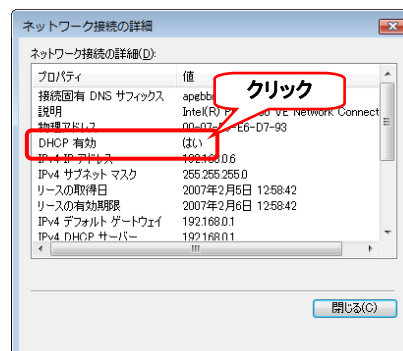 ネットワーク接続の詳細
ネットワーク接続の詳細(D):
プロパティ 値
接続固有 DNS サフィックス
クリック
説明 Intel(R) VE Network Connect
物理アドレス -E6-D7-93
DHCP 有効 はい
IPv4 IP アドレス 192.168.0.6
IPv4 サブネット マスク 255.255.255.0
リースの取得日 2007年2月5日 12:58:42
リースの有効期限 2007年2月6日 12:58:42
IPv4 デフォルト ゲートウェイ 192.168.0.1
IPv4 DHCP サーバー 192.168.0.1
閉じる(C)